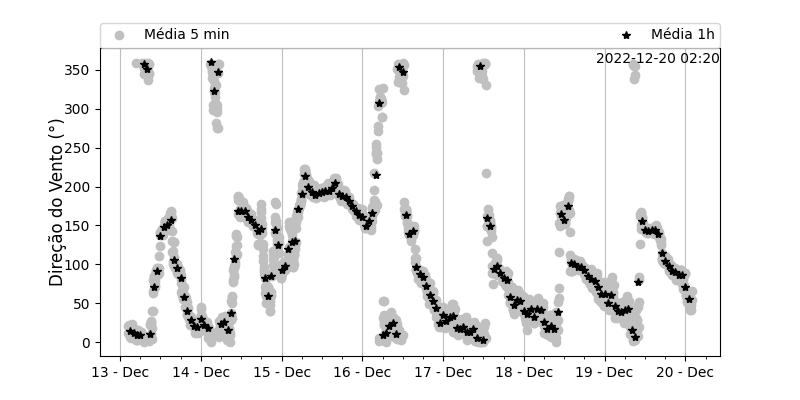 Média 5 min
Média 1h
2022-12-20 02:20
Direção do Vento (°)
350
300
250
200
150
100
50
0
13 - Dec
14 - Dec
15 - Dec
16 - Dec
17 - Dec
18 - Dec
19 - Dec
20 - Dec